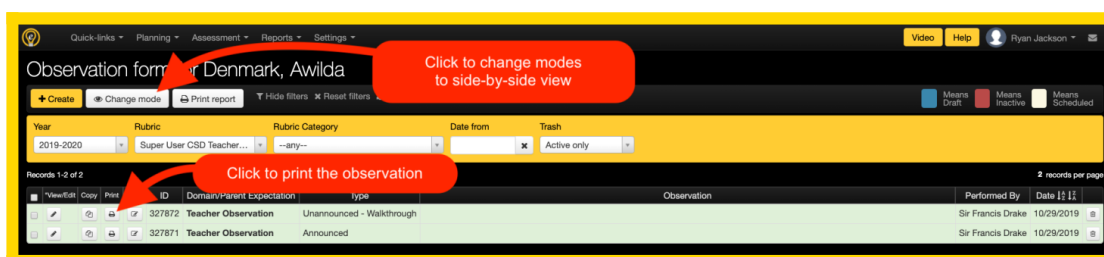 Quick-links Planning Assessment Reports Settings Video Help Ryan Jackson
Observation form r Denmark, Awilda
Click to change modes
to side-by-side view
+ Create Change mode Print report Hide filters Reset filters Means Draft Means Inactive Means Scheduled
Year Rubric Rubric Category Date from Trash
2019-2020 Super User CSD Teacher... --any-- Active only
Click to print the observation
Records 1-2 of 2 2 records per page
*View/Edit Copy Print ID Domain/Parent Expectation Type Observation Performed By Date
327872 Teacher Observation Unannounced - Walkthrough Sir Francis Drake 10/29/2019
327871 Teacher Observation Announced Sir Francis Drake 10/29/2019